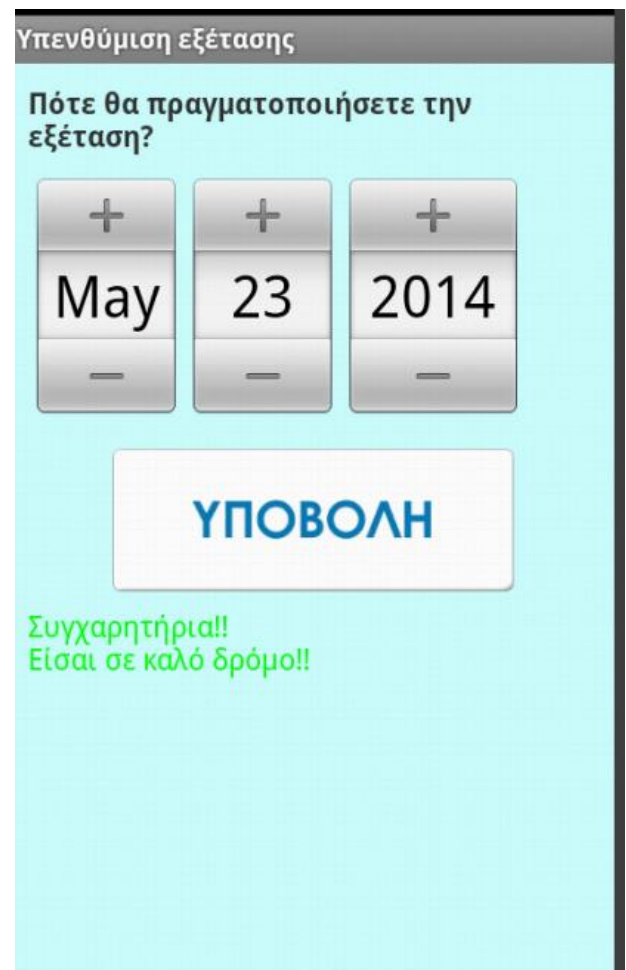 Υπενθύμιση εξέτασης
Πότε θα πραγματοποιήσετε την
εξέταση?
+ + +
May 23 2014
− − −
ΥΠΟΒΟΛΗ
Συγχαρητήρια!!
Είσαι σε καλό δρόμο!!